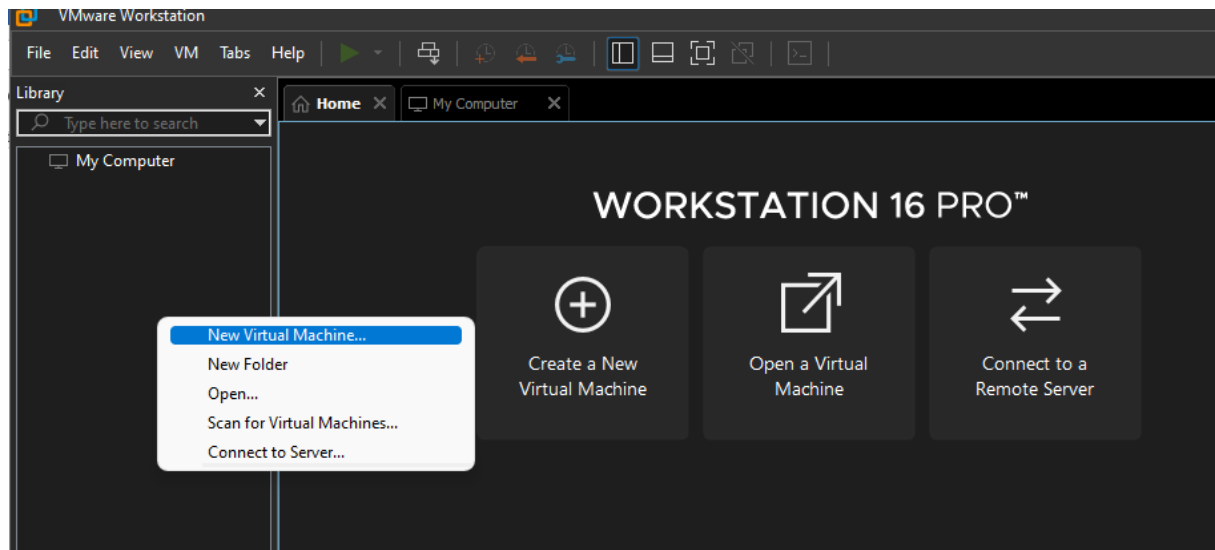 VMware Workstation
File Edit View VM Tabs Help
Library
Type here to search
My Computer
Home
My Computer
WORKSTATION 16 PRO™
Create a New
Virtual Machine
Open a Virtual
Machine
Connect to a
Remote Server
New Virtual Machine...
New Folder
Open...
Scan for Virtual Machines...
Connect to Server...